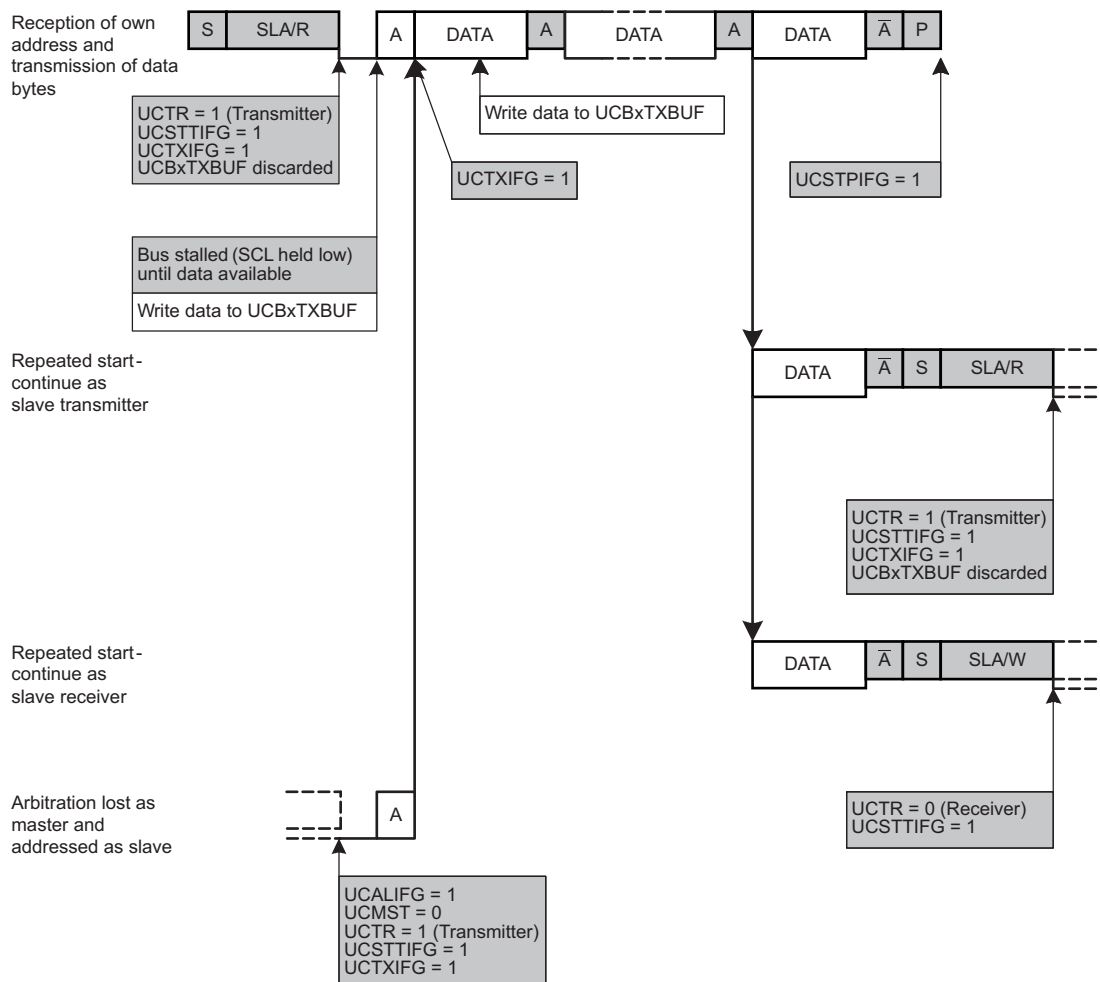 Reception of own
address and
transmission of data
bytes
S SLA/R A DATA A DATA A DATA A̅ P
UCTR = 1 (Transmitter)
UCSTTIFG = 1
UCTXIFG = 1
UCBxTXBUF discarded
Write data to UCBxTXBUF
UCTXIFG = 1
UCSTPIFG = 1
Bus stalled (SCL held low)
until data available
Write data to UCBxTXBUF
Repeated start-
continue as
slave transmitter
DATA A̅ S SLA/R
UCTR = 1 (Transmitter)
UCSTTIFG = 1
UCTXIFG = 1
UCBxTXBUF discarded
Repeated start-
continue as
slave receiver
DATA A̅ S SLA/W
UCTR = 0 (Receiver)
UCSTTIFG = 1
Arbitration lost as
master and
addressed as slave
A
UCALIFG = 1
UCMST = 0
UCTR = 1 (Transmitter)
UCSTTIFG = 1
UCTXIFG = 1